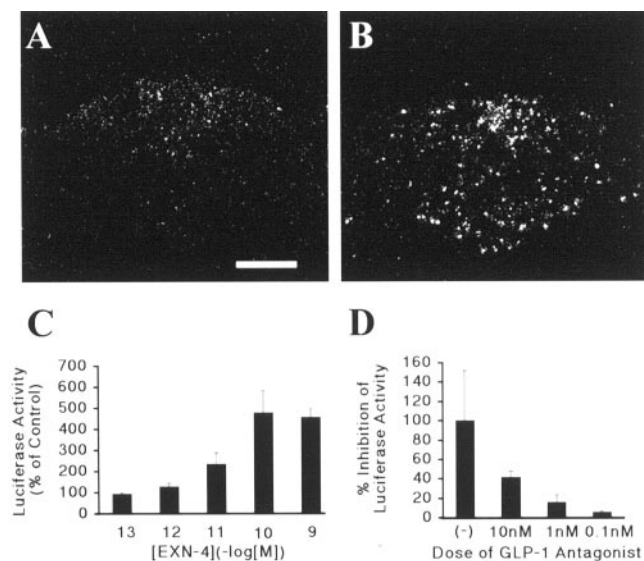 A
B
C
D
Luciferase Activity
(% of Control)
700
600
500
400
300
200
100
0
13 12 11 10 9
[EXN-4](-log[M])
% Inhibition of
Luciferase Activity
160
140
120
100
80
60
40
20
0
(-) 10nM 1nM 0.1nM
Dose of GLP-1 Antagonist